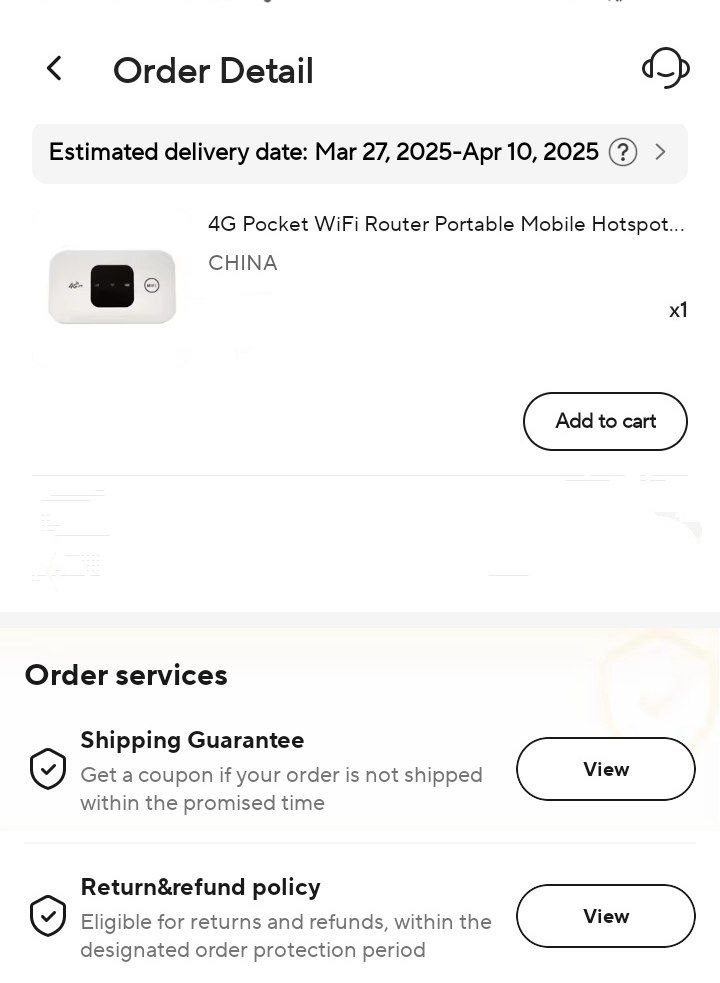 Order Detail
Estimated delivery date: Mar 27, 2025-Apr 10, 2025 ?
4G Pocket WiFi Router Portable Mobile Hotspot...
CHINA
x1
Add to cart
Order services
Shipping Guarantee
Get a coupon if your order is not shipped
within the promised time
View
Return&refund policy
Eligible for returns and refunds, within the
designated order protection period
View